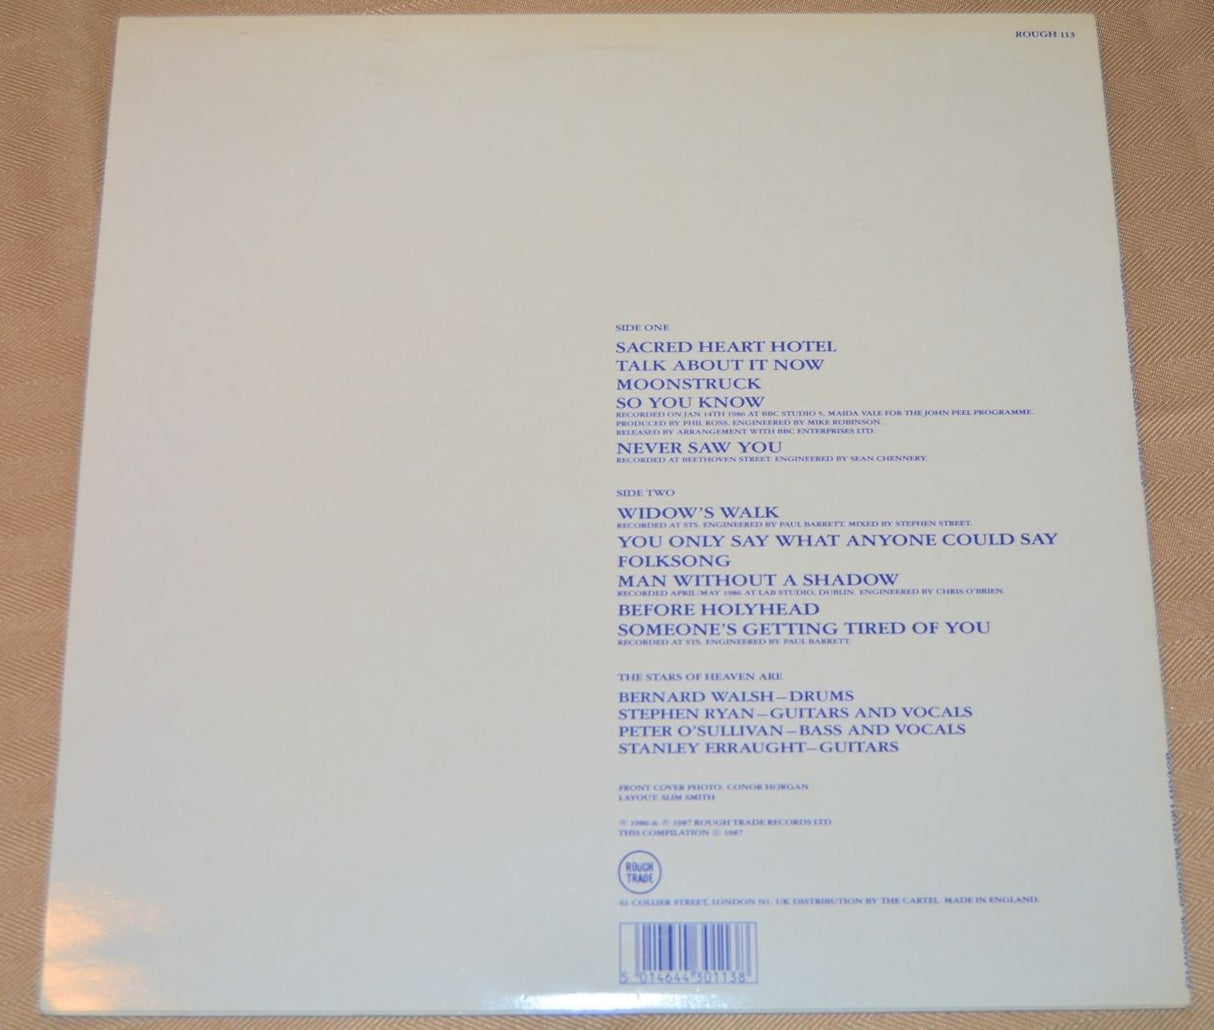 ROUGH 113
SIDE ONE
SACRED HEART HOTEL
TALK ABOUT IT NOW
MOONSTRUCK
SO YOU KNOW
RECORDED ON JAN 14TH 1986 AT BBC STUDIO 5, MAIDA VALE FOR THE JOHN PEEL PROGRAMME.
PRODUCED BY PHIL ROSS. ENGINEERED BY MIKE ROBINSON.
RELEASED BY ARRANGEMENT WITH BBC ENTERPRISES LTD.
NEVER SAW YOU
RECORDED AT BEETHOVEN STREET. ENGINEERED BY SEAN CHENNERY.
SIDE TWO
WIDOW'S WALK
RECORDED AT STS. ENGINEERED BY PAUL BARRETT. MIXED BY STEPHEN STREET.
YOU ONLY SAY WHAT ANYONE COULD SAY
FOLKSONG
MAN WITHOUT A SHADOW
RECORDED APRIL/MAY 1986 AT LAB STUDIO, DUBLIN. ENGINEERED BY CHRIS O'BRIEN.
BEFORE HOLYHEAD
SOMEONE'S GETTING TIRED OF YOU
RECORDED AT STS. ENGINEERED BY PAUL BARRETT.
THE STARS OF HEAVEN ARE
BERNARD WALSH–DRUMS
STEPHEN RYAN–GUITARS AND VOCALS
PETER O'SULLIVAN–BASS AND VOCALS
STANLEY ERRAUGHT–GUITARS
FRONT COVER PHOTO: CONOR HORGAN
LAYOUT: SLIM SMITH
℗ 1986 & ℗ 1987 ROUGH TRADE RECORDS LTD
THIS COMPILATION © 1987
ROUGH
TRADE
61 COLLIER STREET, LONDON N1. UK DISTRIBUTION BY THE CARTEL. MADE IN ENGLAND.
5 014644 301138